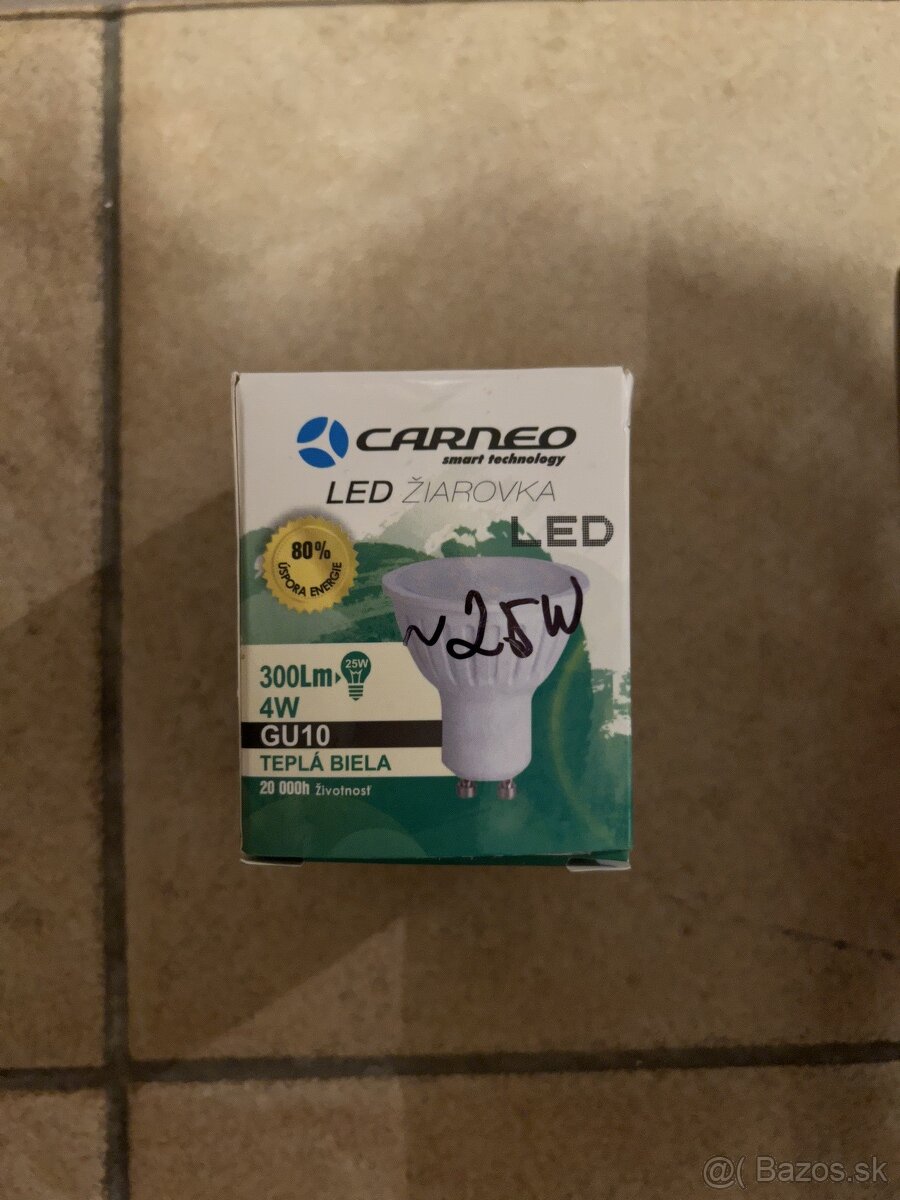 CARNEO
smart technology
LED ŽIAROVKA
LED
80%
ÚSPORA ENERGIE
~25W
300Lm 25W
4W
GU10
TEPLÁ BIELA
20 000h životnosť
@( Bazos.sk